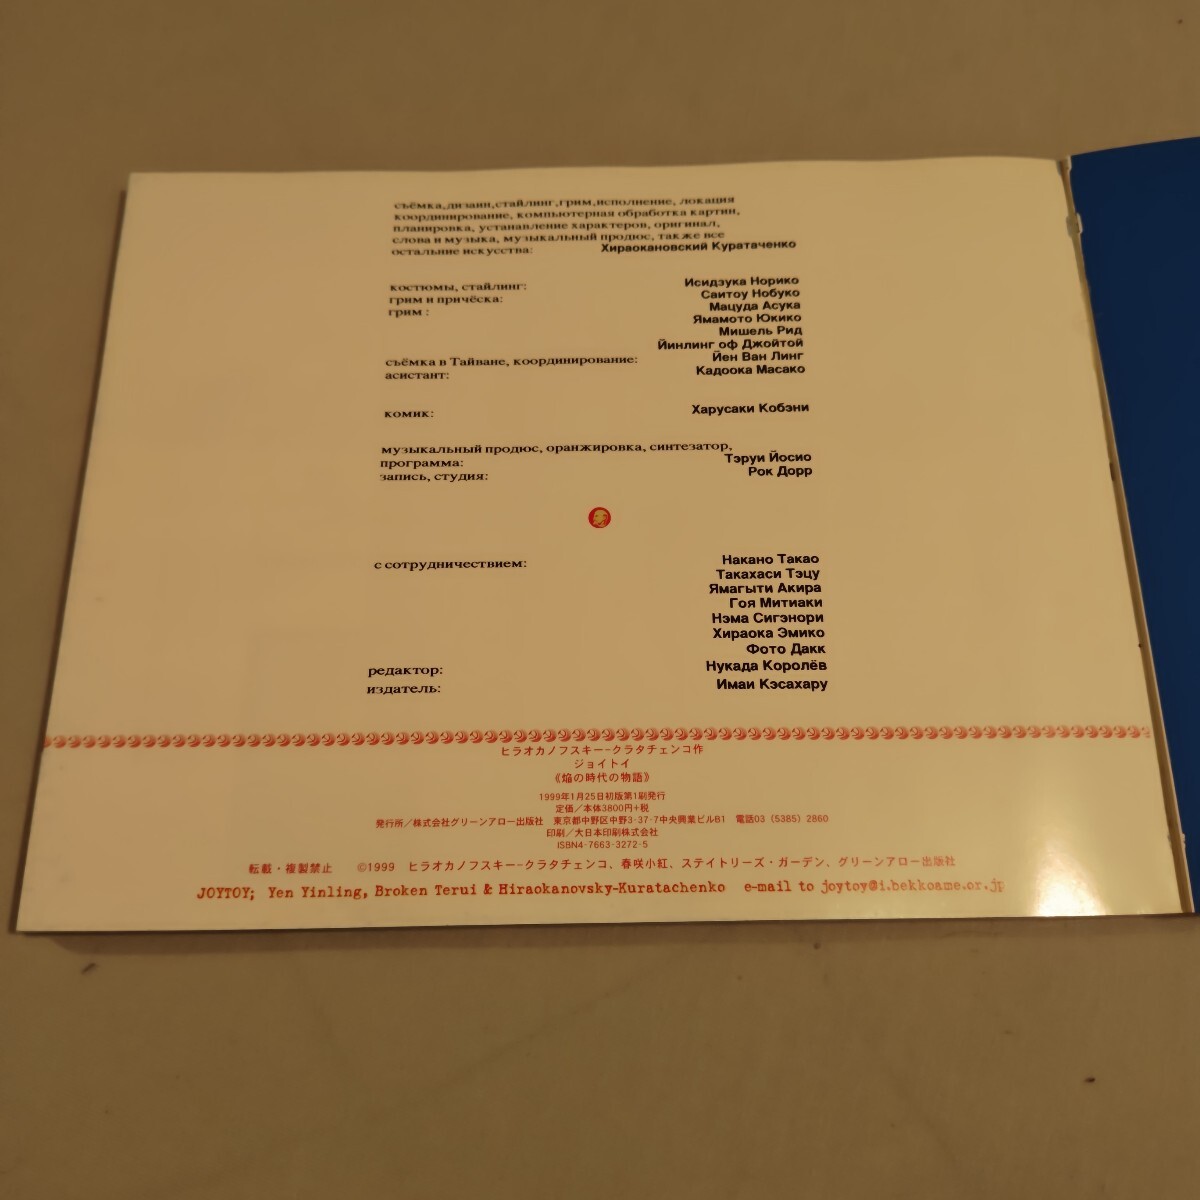 съёмка,дизаин,стайлинг,грим,исполнение, локация
координирование, компьютерная обработка картин,
планировка, устанавление характеров, оригинал,
слова и музыка, музыкальный продюс, также все
остальние искусства: Хираокановский Куратаченко
костюмы, стайлинг: Исидзука Норико
грим и причёска: Саитоу Нобуко
грим : Мацуда Асука
Ямамото Юкико
Мишель Рид
Йинлинг оф Джойтой
съёмка в Тайване, координирование: Йен Ван Линг
асистант: Кадоока Масако
комик: Харусаки Кобэни
музыкальный продюс, оранжировка, синтезатор,
программа: Тэруи Йосио
запись, студия: Рок Дорр
с сотрудничествием: Накано Такао
Такахаси Тэцу
Ямагыти Акира
Гоя Митиаки
Нэма Сигэнори
Хираока Эмико
Фото Дакк
редактор: Нукада Королёв
издатель: Имаи Кэсахару
ヒラオカノフスキー-クラタチェンコ作
ジョイトイ
《焔の時代の物語》
1999年1月25日初版第1刷発行
定価/本体3800円+税
発行所/株式会社グリーンアロー出版社 東京都中野区中野3-37-7中央興業ビルB1 電話03 (5385) 2860
印刷/大日本印刷株式会社
ISBN4-7663-3272-5
転載・複製禁止 ©1999 ヒラオカノフスキー-クラタチェンコ、春咲小紅、ステイトリーズ・ガーデン、グリーンアロー出版社
JOYTOY; Yen Yinling, Broken Terui & Hiraokanovsky-Kuratachenko e-mail to joytoy@i.bekkoame.or.jp